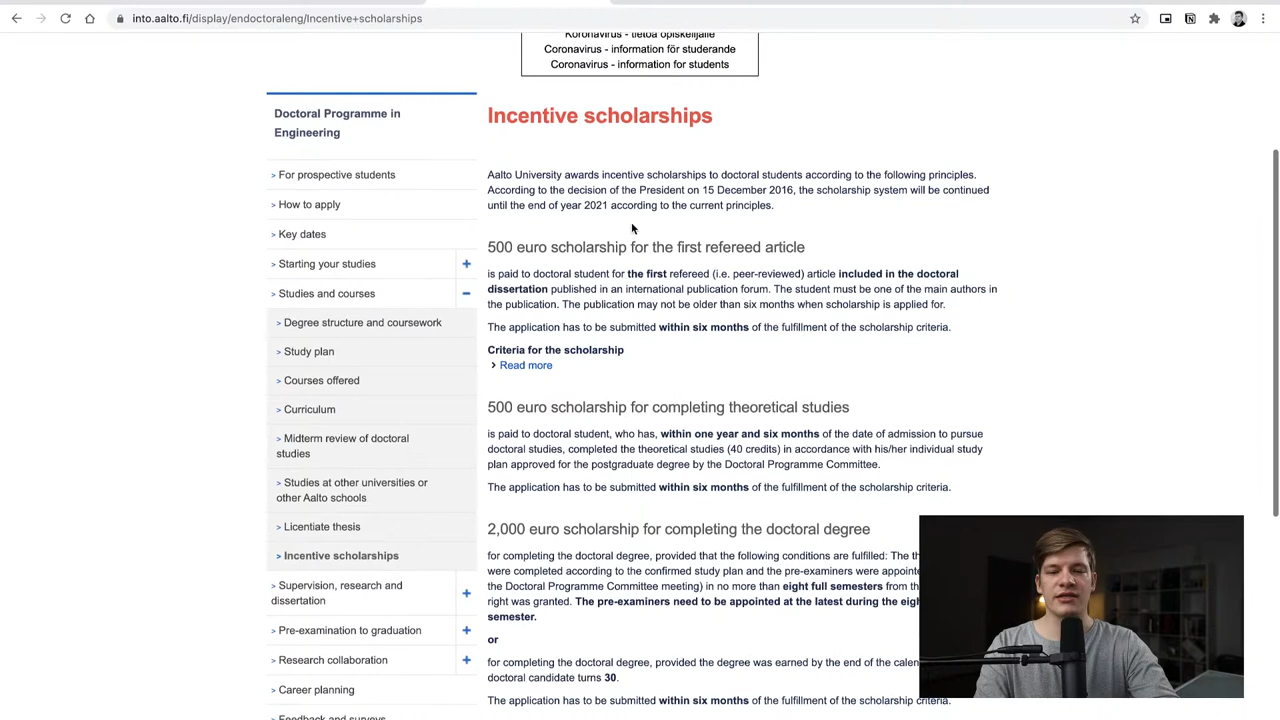 into.aalto.fi/display/endoctoraleng/Incentive+scholarships
Koronavirus - tietoa opiskelijalle
Coronavirus - information för studerande
Coronavirus - information for students
Doctoral Programme in
Engineering
> For prospective students
> How to apply
> Key dates
> Starting your studies +
> Studies and courses -
> Degree structure and coursework
> Study plan
> Courses offered
> Curriculum
> Midterm review of doctoral
studies
> Studies at other universities or
other Aalto schools
> Licentiate thesis
> Incentive scholarships
> Supervision, research and
dissertation +
> Pre-examination to graduation +
> Research collaboration +
> Career planning
Feedback and surveys
Incentive scholarships
Aalto University awards incentive scholarships to doctoral students according to the following principles.
According to the decision of the President on 15 December 2016, the scholarship system will be continued
until the end of year 2021 according to the current principles.
500 euro scholarship for the first refereed article
is paid to doctoral student for the first refereed (i.e. peer-reviewed) article included in the doctoral
dissertation published in an international publication forum. The student must be one of the main authors in
the publication. The publication may not be older than six months when scholarship is applied for.
The application has to be submitted within six months of the fulfillment of the scholarship criteria.
Criteria for the scholarship
> Read more
500 euro scholarship for completing theoretical studies
is paid to doctoral student, who has, within one year and six months of the date of admission to pursue
doctoral studies, completed the theoretical studies (40 credits) in accordance with his/her individual study
plan approved for the postgraduate degree by the Doctoral Programme Committee.
The application has to be submitted within six months of the fulfillment of the scholarship criteria.
2,000 euro scholarship for completing the doctoral degree
for completing the doctoral degree, provided that the following conditions are fulfilled: The th
were completed according to the confirmed study plan and the pre-examiners were appointe
the Doctoral Programme Committee meeting) in no more than eight full semesters from th
right was granted. The pre-examiners need to be appointed at the latest during the eigh
semester.
or
for completing the doctoral degree, provided the degree was earned by the end of the calen
doctoral candidate turns 30.
The application has to be submitted within six months of the fulfillment of the scholarship criteria.